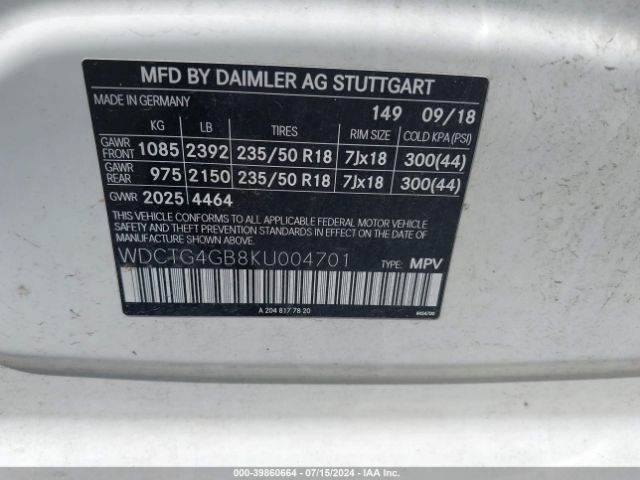 MFD BY DAIMLER AG STUTTGART
MADE IN GERMANY 149 09/18
KG LB TIRES RIM SIZE COLD KPA(PSI)
GAWR FRONT 1085 2392 235/50 R18 7Jx18 300(44)
GAWR REAR 975 2150 235/50 R18 7Jx18 300(44)
GVWR 2025 4464
THIS VEHICLE CONFORMS TO ALL APPLICABLE FEDERAL MOTOR VEHICLE
SAFETY, BUMPER, AND THEFT PREVENTION STANDARDS IN EFFECT ON THE
DATE OF MANUFACTURE SHOWN ABOVE.
WDCTG4GB8KU004701 TYPE: MPV
A 204 817 78 20
000-39860664 / 07/15/2024 - COPYRIGHT IAA, LLC.